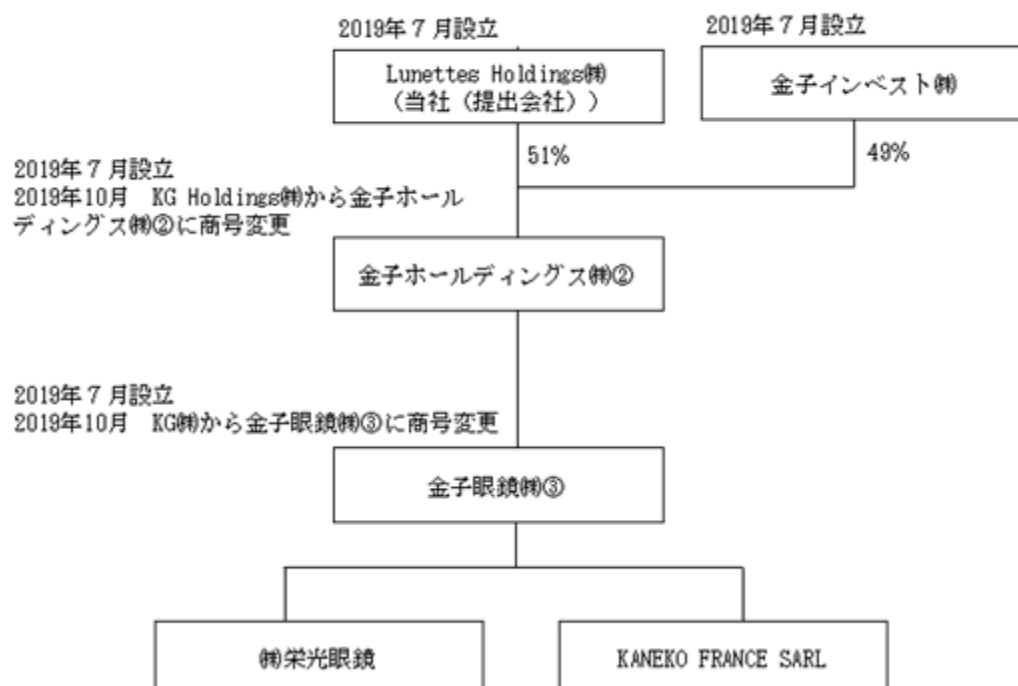 2019年７月設立
Lunettes Holdings㈱
（当社（提出会社））
2019年７月設立
金子インベスト㈱
51%
49%
2019年７月設立
2019年10月　KG Holdings㈱から金子ホール
ディングス㈱②に商号変更
金子ホールディングス㈱②
2019年７月設立
2019年10月　KG㈱から金子眼鏡㈱③に商号変更
金子眼鏡㈱③
㈱栄光眼鏡
KANEKO FRANCE SARL